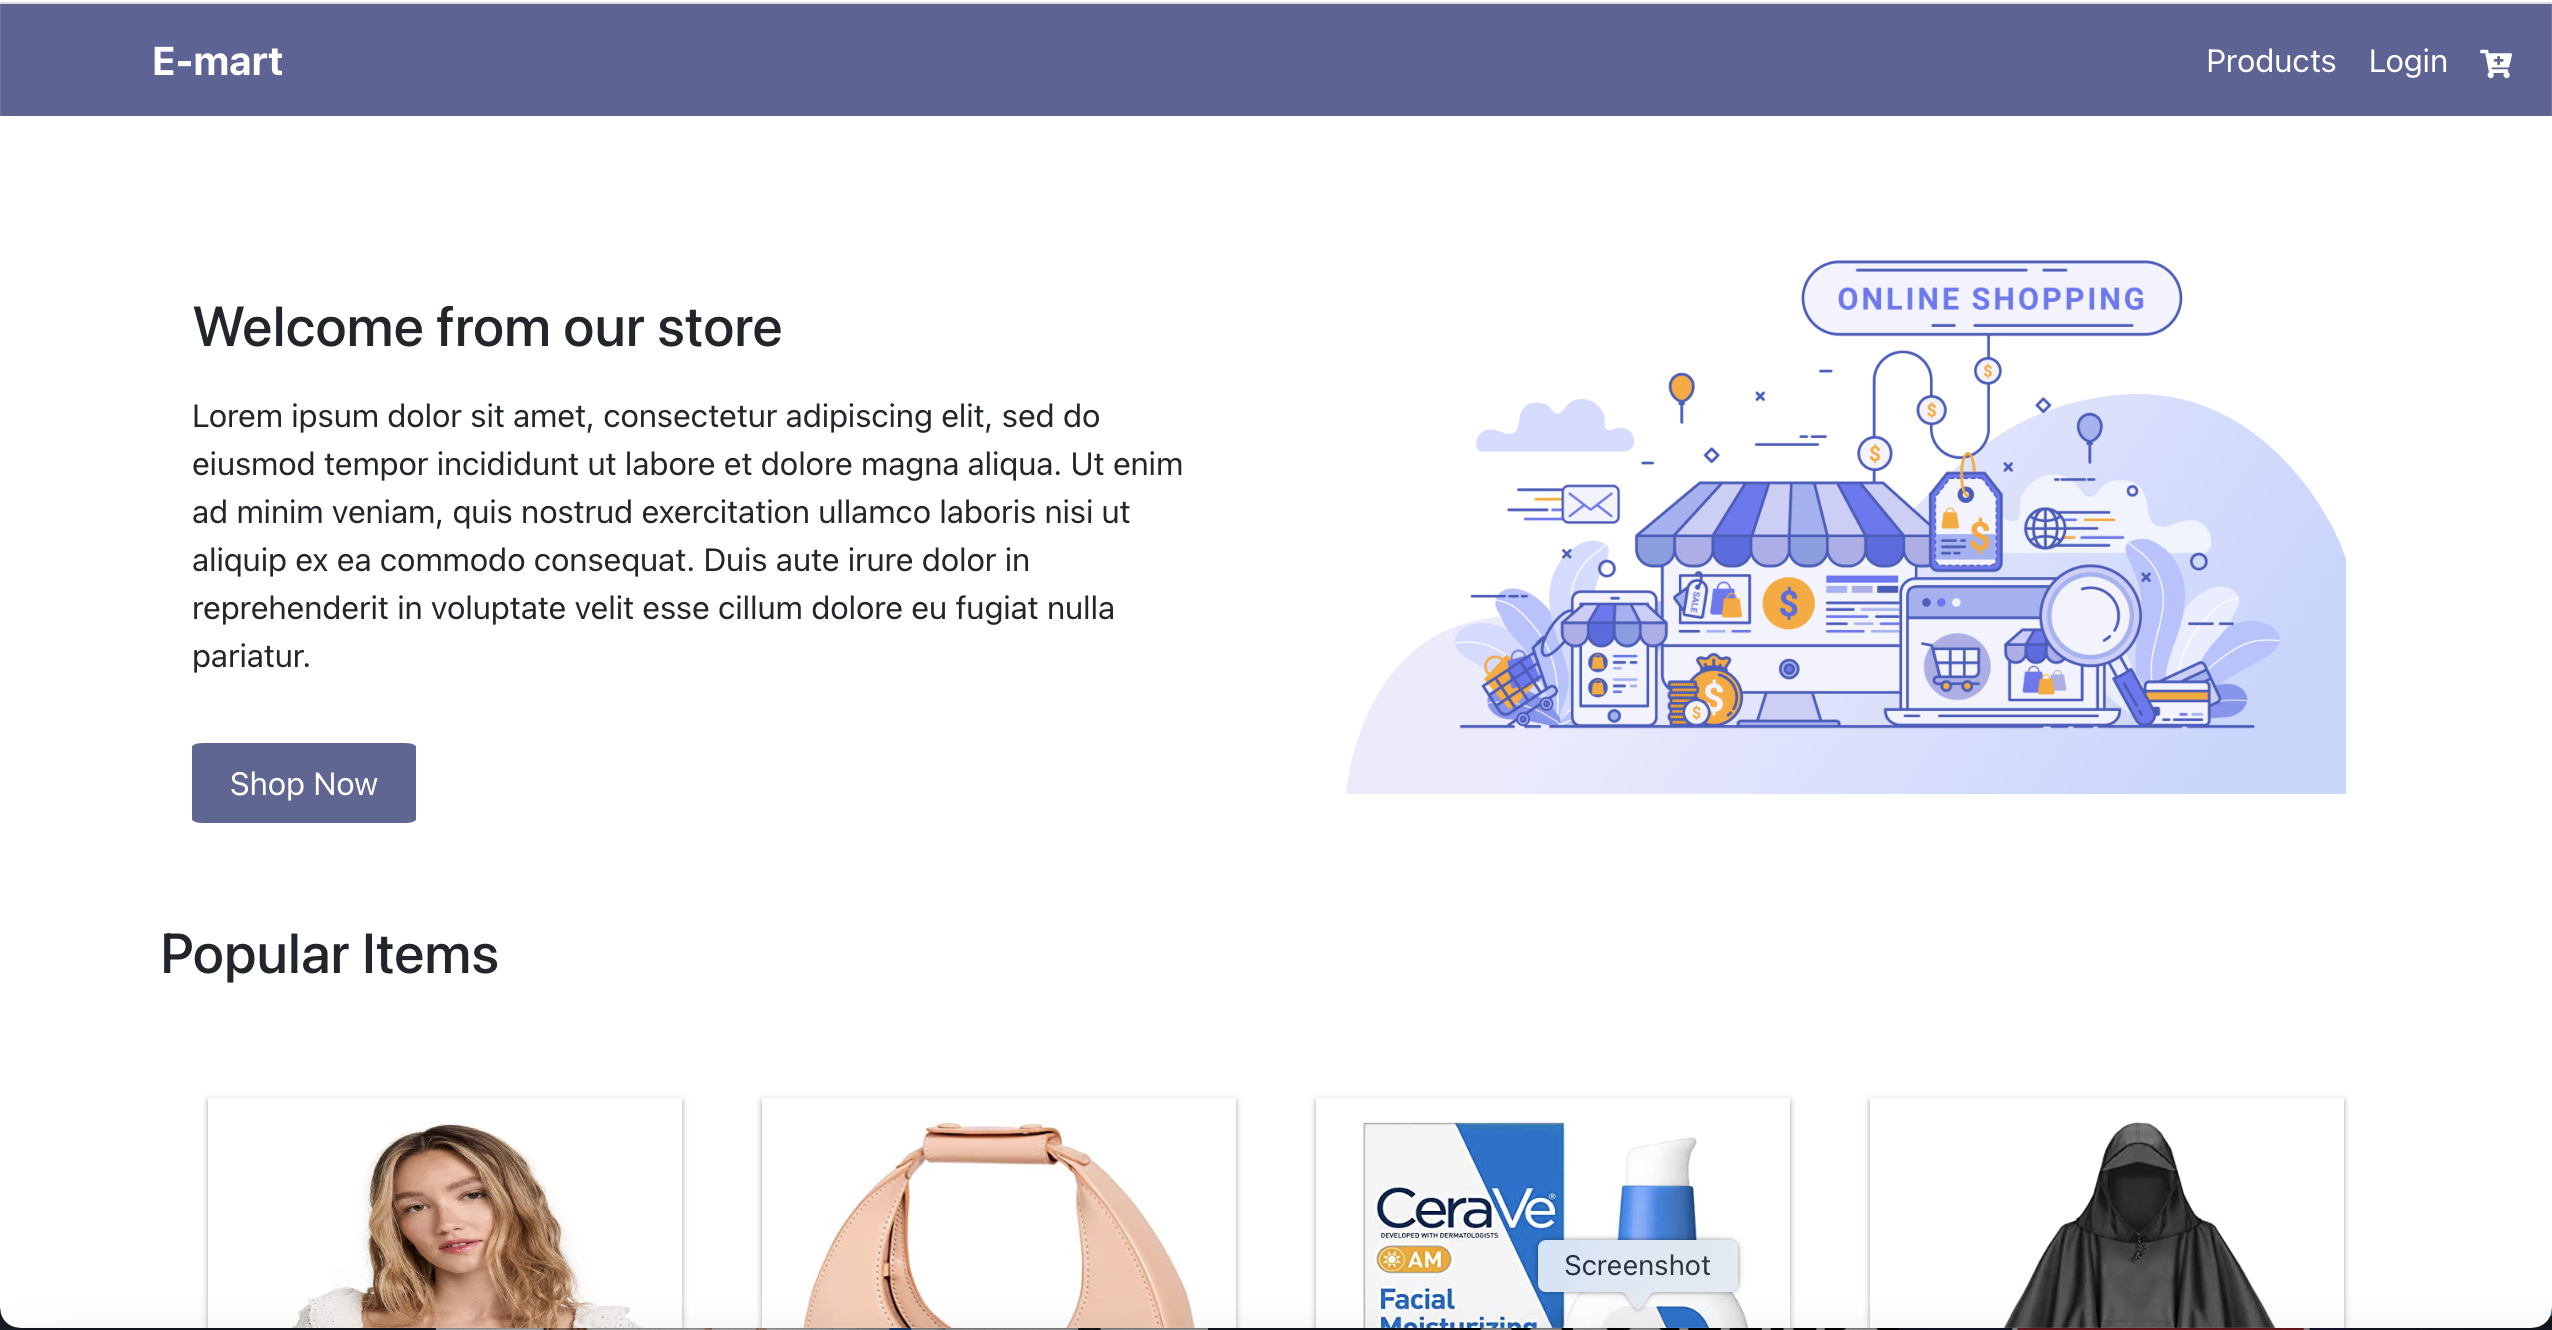 E-mart
Products Login
ONLINE SHOPPING
Welcome from our store
Lorem ipsum dolor sit amet, consectetur adipiscing elit, sed do
eiusmod tempor incididunt ut labore et dolore magna aliqua. Ut enim
ad minim veniam, quis nostrud exercitation ullamco laboris nisi ut
aliquip ex ea commodo consequat. Duis aute irure dolor in
reprehenderit in voluptate velit esse cillum dolore eu fugiat nulla
pariatur.
SALE
$
$
$
$
$
$
$
Shop Now
Popular Items
CeraVe®
DEVELOPED WITH DERMATOLOGISTS
AM
Facial
Moisturizing
Screenshot